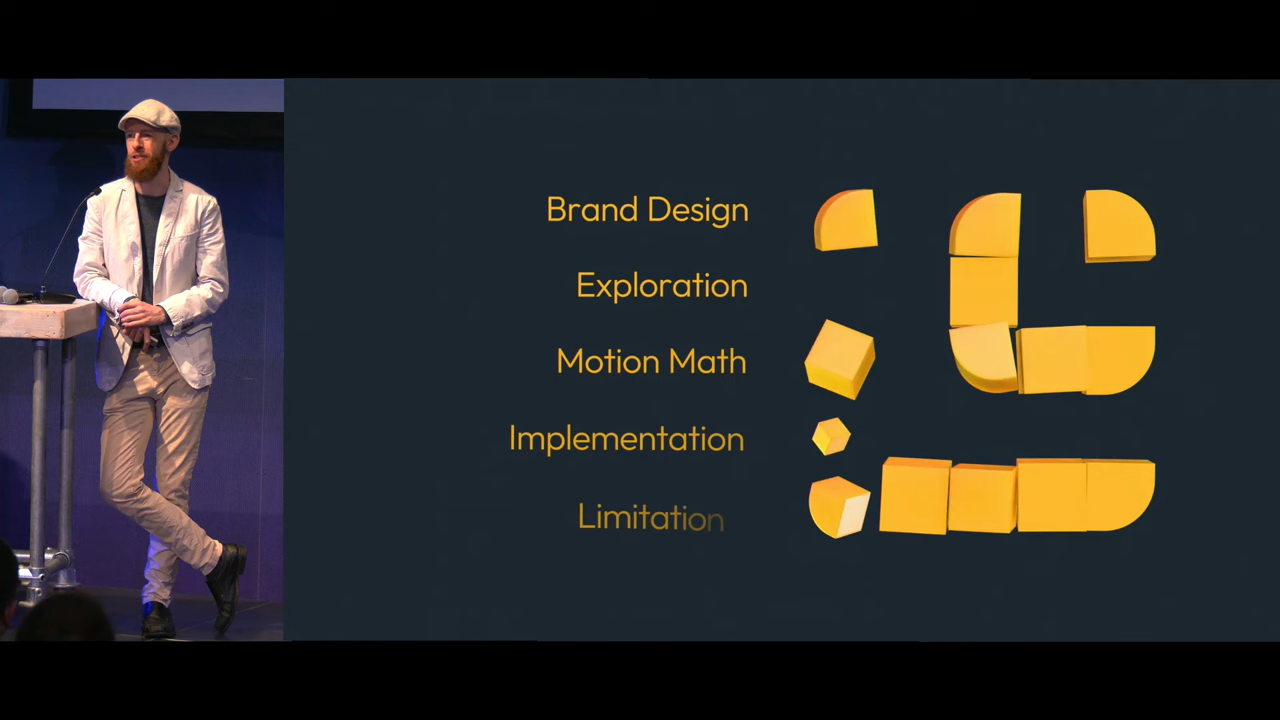 Brand Design
Exploration
Motion Math
Implementation
Limitation